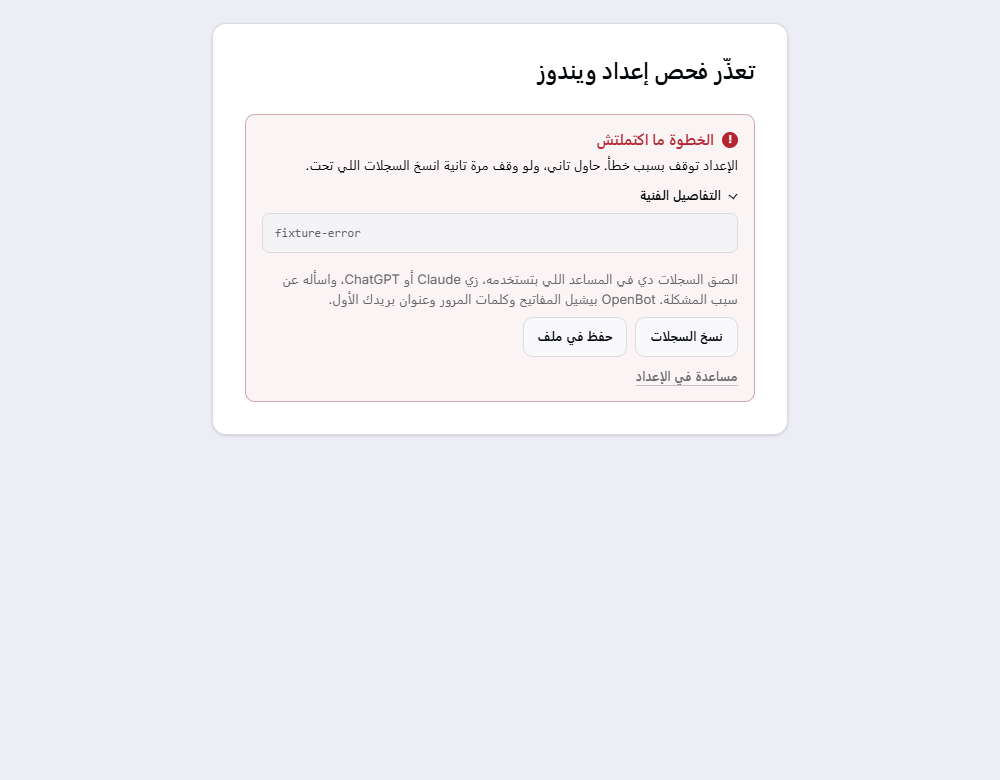 تعذّر فحص إعداد ويندوز
الخطوة ما اكتملتش
الإعداد توقف بسبب خطأ. حاول تاني، ولو وقف مرة تانية انسخ السجلات اللي تحت.
التفاصيل الفنية
fixture-error
الصق السجلات دي في المساعد اللي بتستخدمه، زي Claude أو ChatGPT، واسأله عن
سبب المشكلة. OpenBot بيشيل المفاتيح وكلمات المرور وعنوان بريدك الأول.
نسخ السجلات
حفظ في ملف
مساعدة في الإعداد